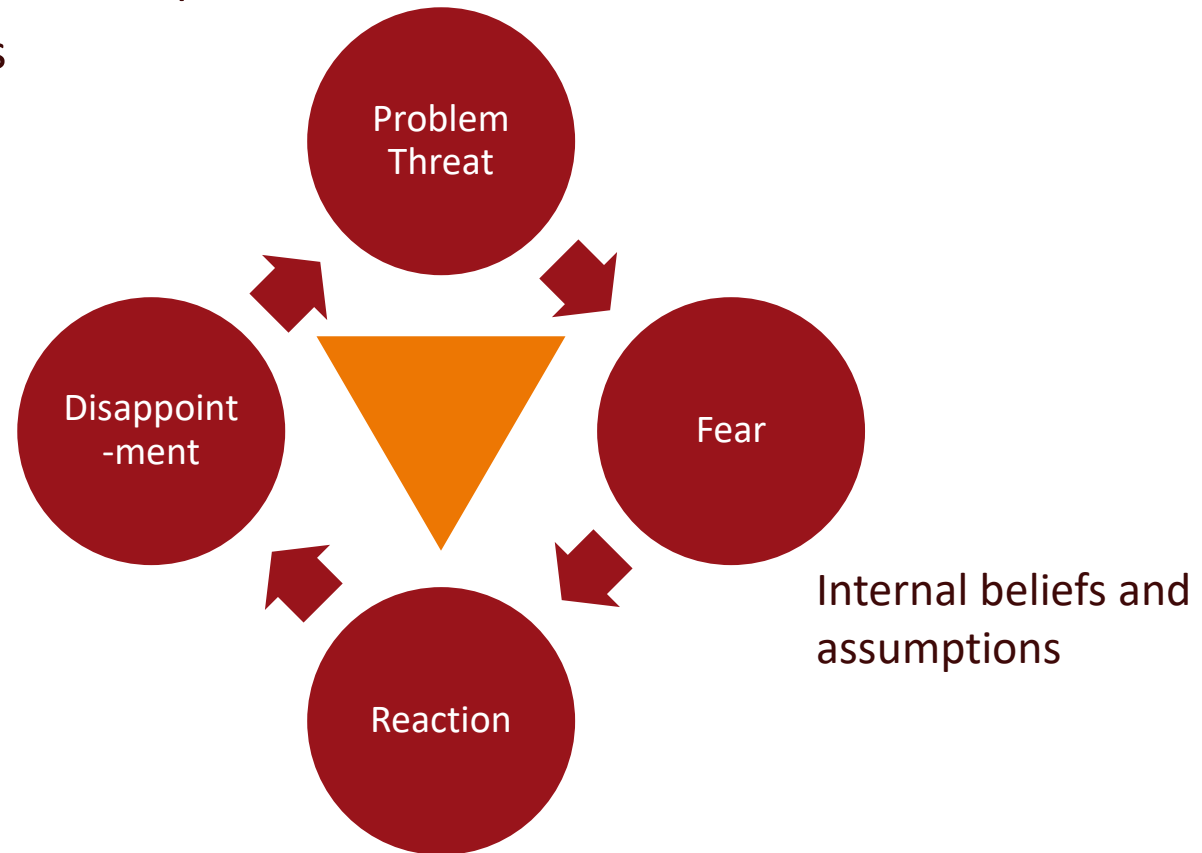 s
Problem
Threat
Disappoint
-ment
Fear
Internal beliefs and
assumptions
Reaction